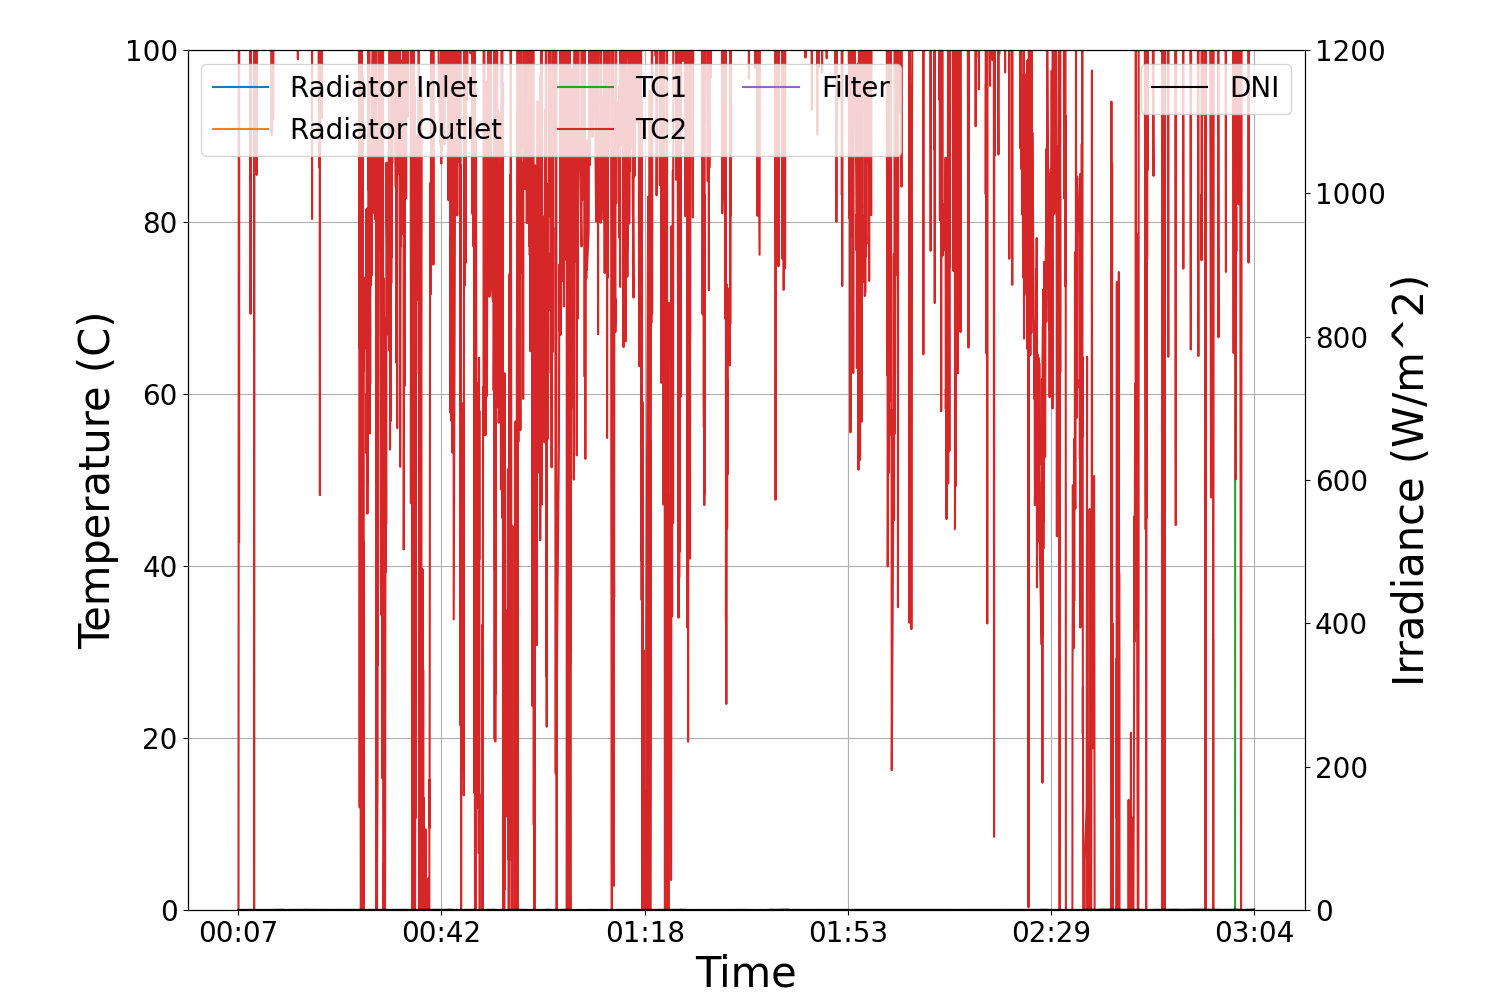 100
80
60
40
20
0
Temperature (C)
Radiator Inlet
Radiator Outlet
TC1
TC2
Filter
DNI
1200
1000
800
600
400
200
0
Irradiance (W/m^2)
00:07
00:42
01:18
01:53
02:29
03:04
Time